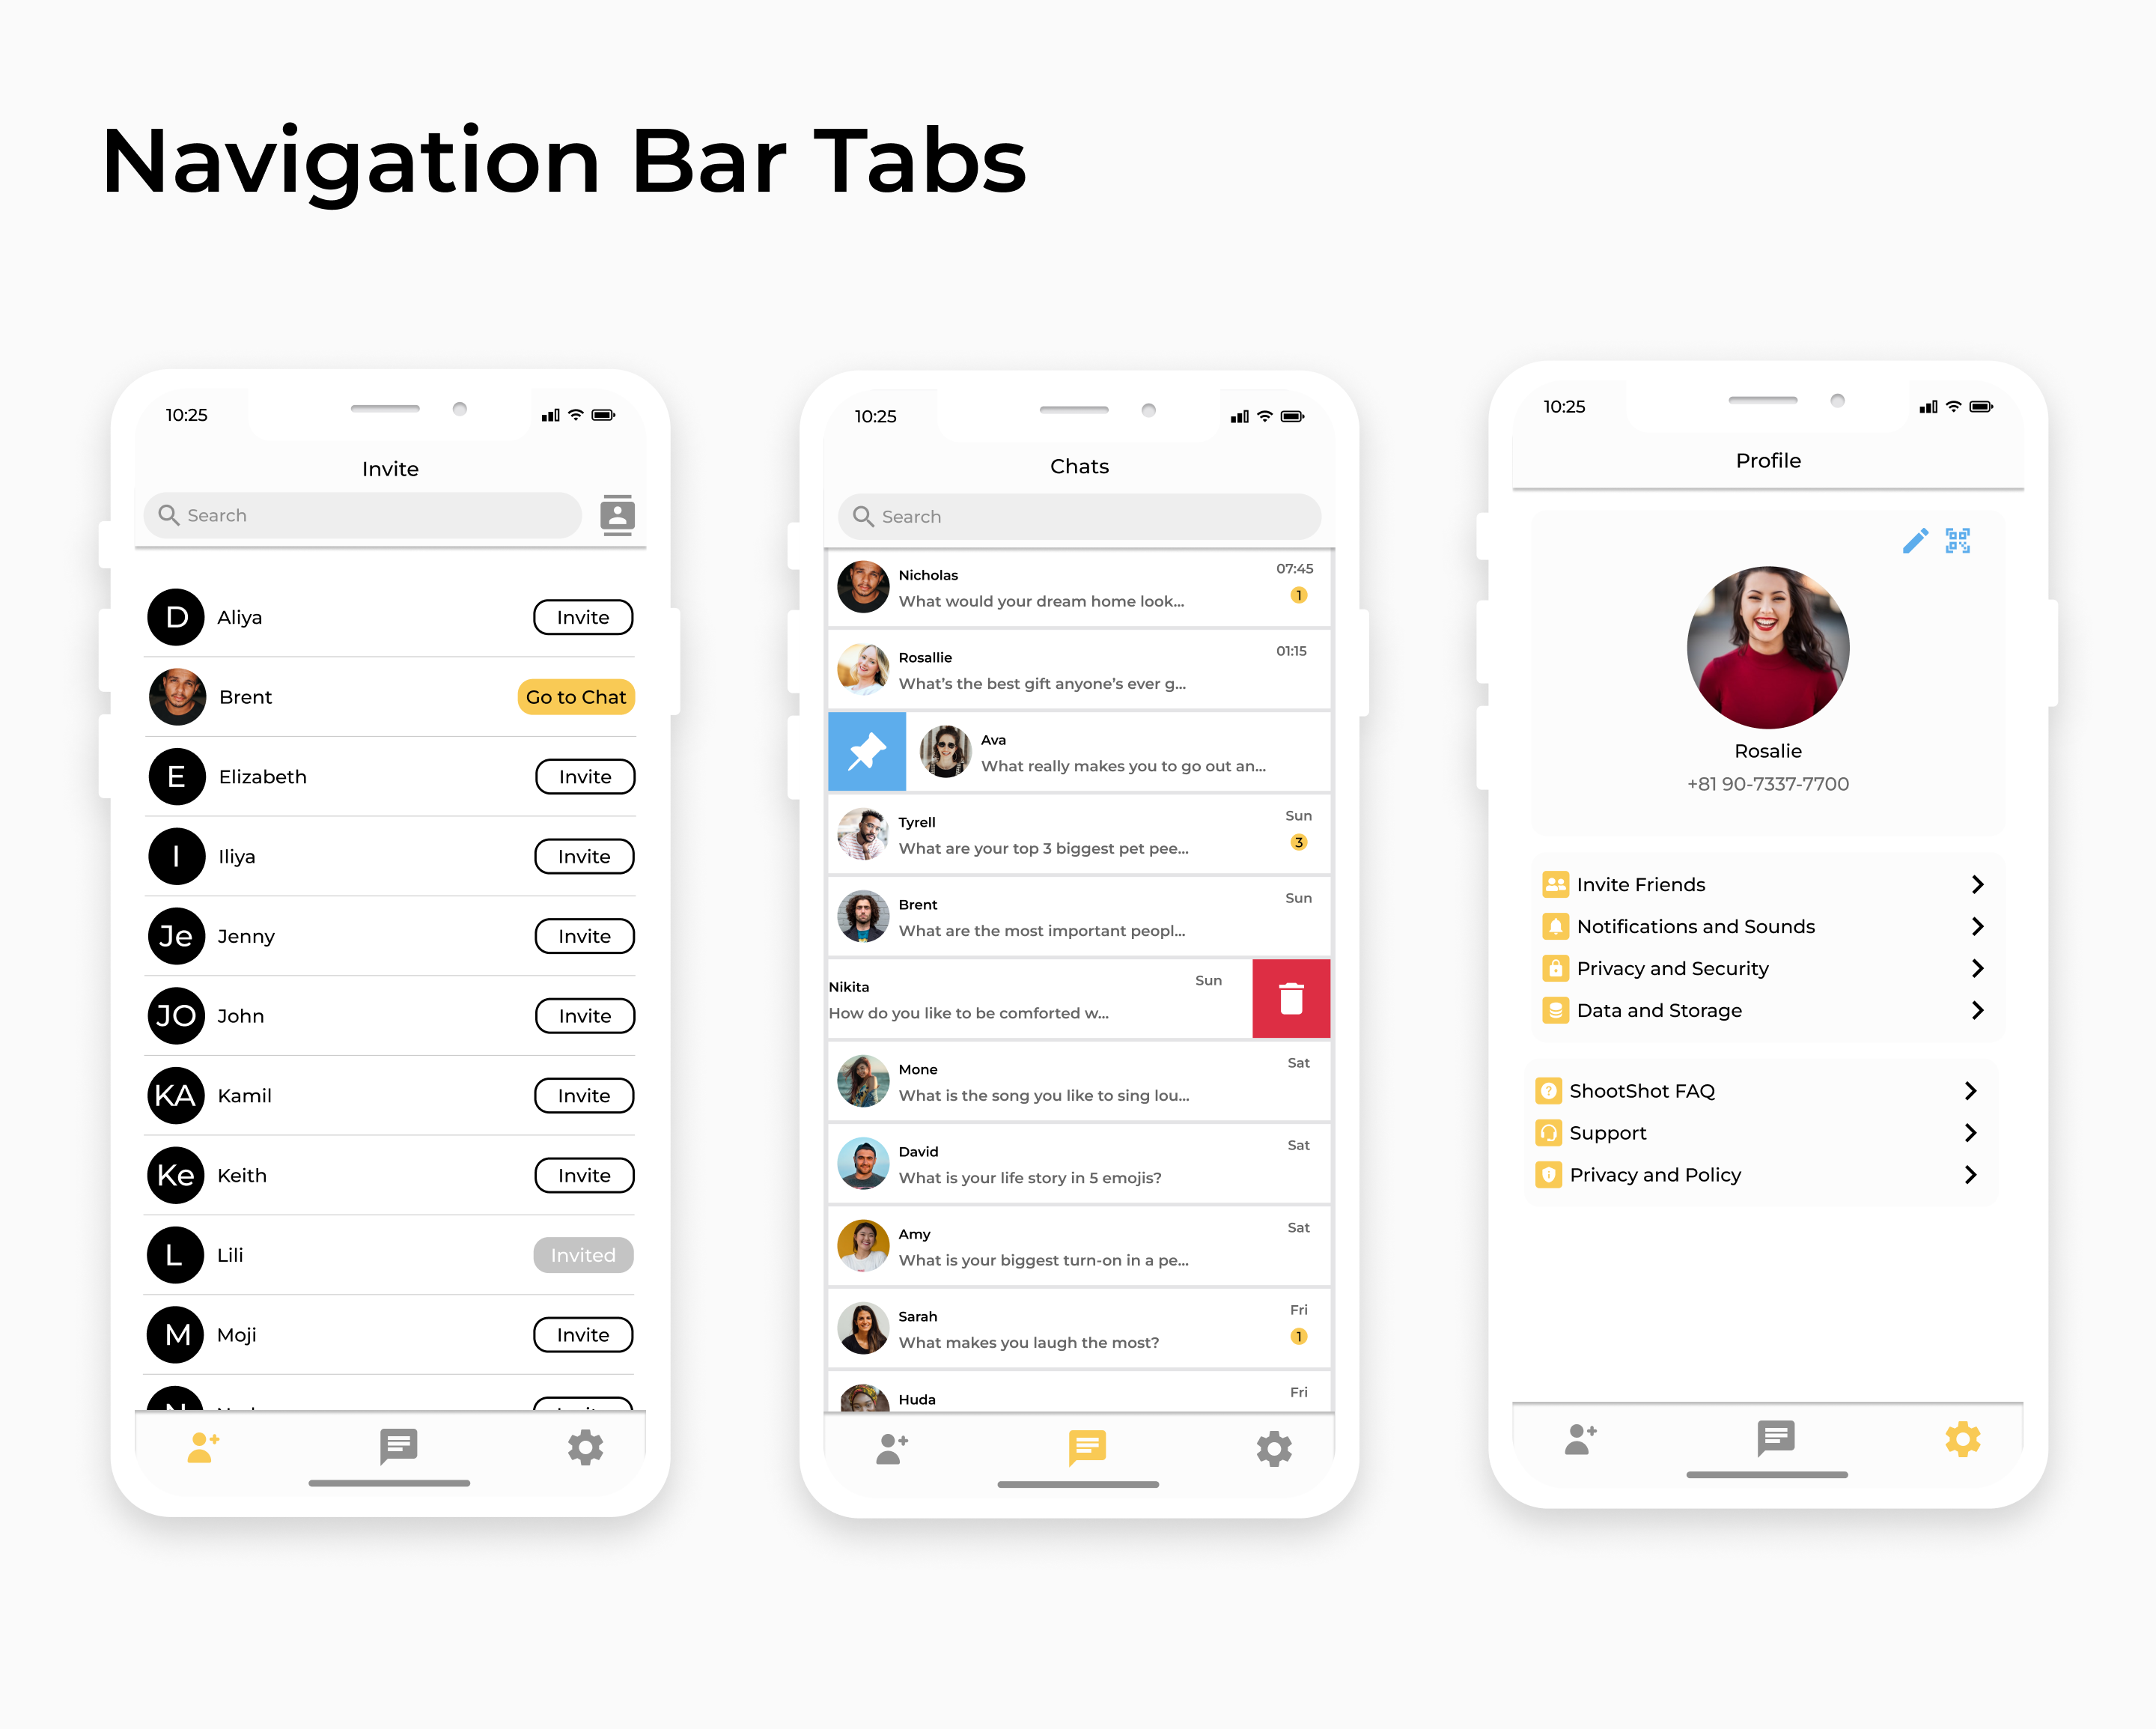 Navigation Bar Tabs
10:25
Invite
Search
D Aliya Invite
Brent Go to Chat
E Elizabeth Invite
I Iliya Invite
Je Jenny Invite
JO John Invite
KA Kamil Invite
Ke Keith Invite
L Lili Invited
M Moji Invite
10:25
Chats
Search
Nicholas 07:45
What would your dream home look... 1
Rosallie 01:15
What's the best gift anyone's ever g...
Ava
What really makes you to go out an...
Tyrell Sun
What are your top 3 biggest pet pee... 3
Brent Sun
What are the most important peopl...
Nikita Sun
How do you like to be comforted w...
Mone Sat
What is the song you like to sing lou...
David Sat
What is your life story in 5 emojis?
Amy Sat
What is your biggest turn-on in a pe...
Sarah Fri
What makes you laugh the most? 1
Huda Fri
10:25
Profile
Rosalie
+81 90-7337-7700
Invite Friends
Notifications and Sounds
Privacy and Security
Data and Storage
ShootShot FAQ
Support
Privacy and Policy